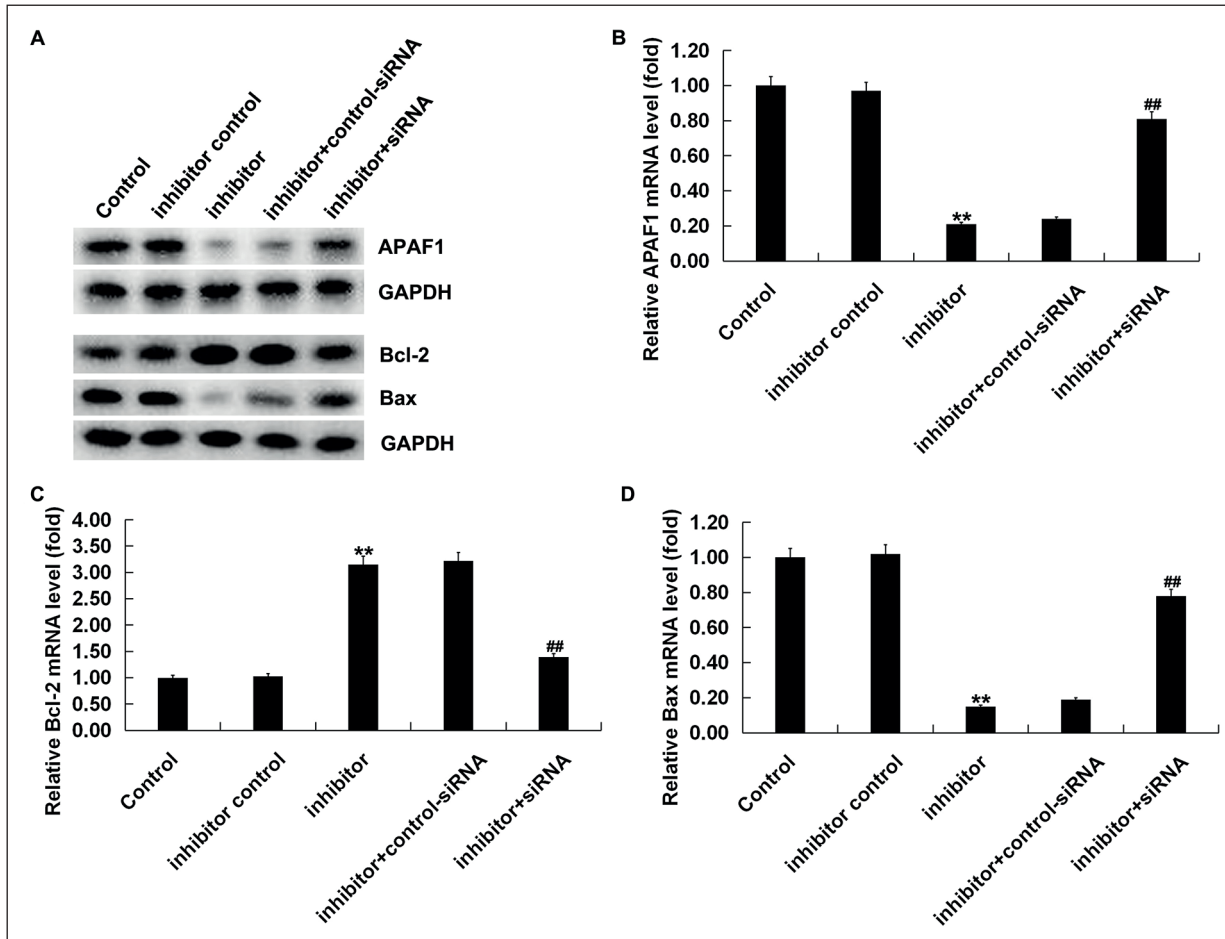 A
Control
inhibitor control
inhibitor
inhibitor+control-siRNA
inhibitor+siRNA
APAF1
GAPDH
Bcl-2
Bax
GAPDH
B
Relative APAF1 mRNA level (fold)
1.20
1.00
0.80
0.60
0.40
0.20
0.00
**
##
Control
inhibitor control
inhibitor
inhibitor+control-siRNA
inhibitor+siRNA
C
Relative Bcl-2 mRNA level (fold)
4.00
3.50
3.00
2.50
2.00
1.50
1.00
0.50
0.00
**
##
Control
inhibitor control
inhibitor
inhibitor+control-siRNA
inhibitor+siRNA
D
Relative Bax mRNA level (fold)
1.20
1.00
0.80
0.60
0.40
0.20
0.00
**
##
Control
inhibitor control
inhibitor
inhibitor+control-siRNA
inhibitor+siRNA